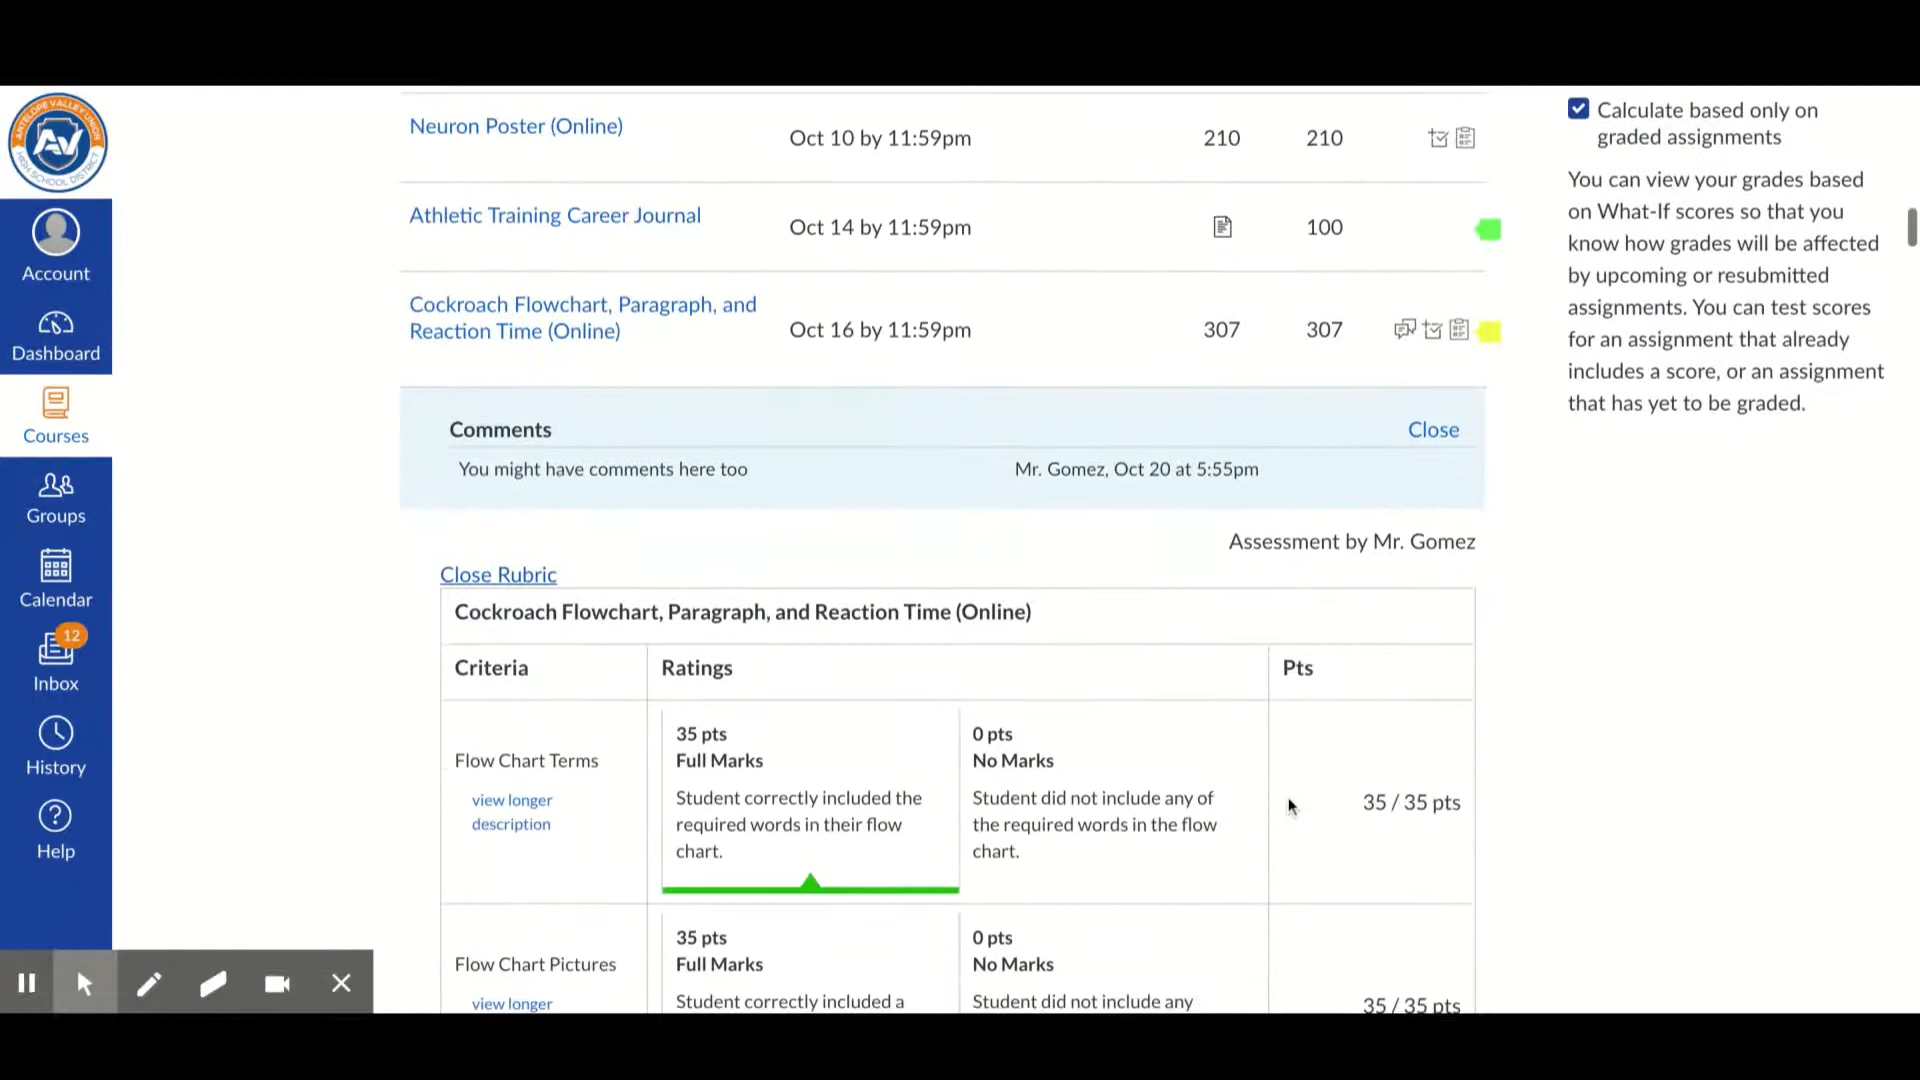 ANTELOPE VALLEY UNION
AV
HIGH SCHOOL DISTRICT
Account
Dashboard
Courses
Groups
Calendar
12
Inbox
History
Help
Neuron Poster (Online)
Oct 10 by 11:59pm
210
210
Athletic Training Career Journal
Oct 14 by 11:59pm
100
Cockroach Flowchart, Paragraph, and
Reaction Time (Online)
Oct 16 by 11:59pm
307
307
Comments
Close
You might have comments here too
Mr. Gomez, Oct 20 at 5:55pm
Assessment by Mr. Gomez
Close Rubric
Cockroach Flowchart, Paragraph, and Reaction Time (Online)
Criteria
Ratings
Pts
Flow Chart Terms
view longer
description
35 pts
Full Marks
Student correctly included the
required words in their flow
chart.
0 pts
No Marks
Student did not include any of
the required words in the flow
chart.
35 / 35 pts
Flow Chart Pictures
view longer
35 pts
Full Marks
Student correctly included a
0 pts
No Marks
Student did not include any
35 / 35 pts
Calculate based only on
graded assignments
You can view your grades based
on What-If scores so that you
know how grades will be affected
by upcoming or resubmitted
assignments. You can test scores
for an assignment that already
includes a score, or an assignment
that has yet to be graded.